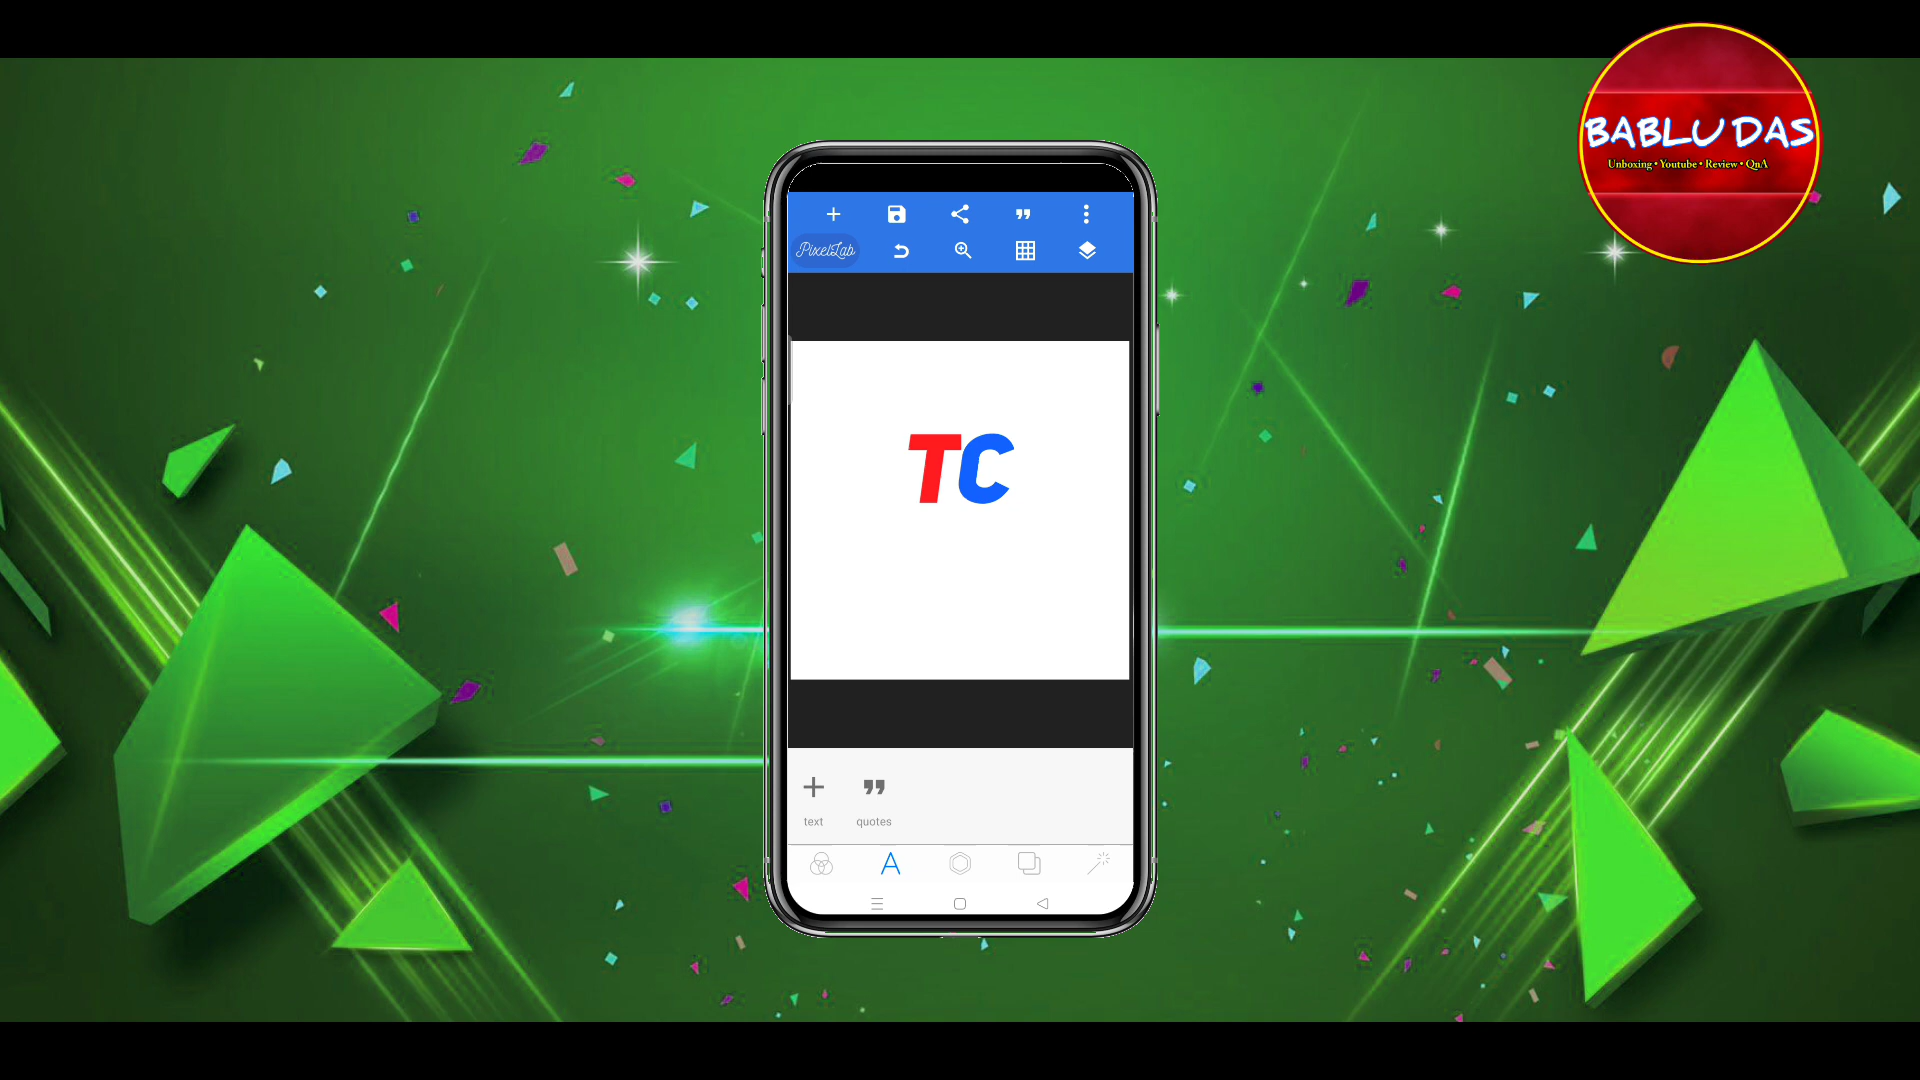 BABLU DAS
Unboxing • Youtube • Review • QnA
PixelLab
TC
text
quotes